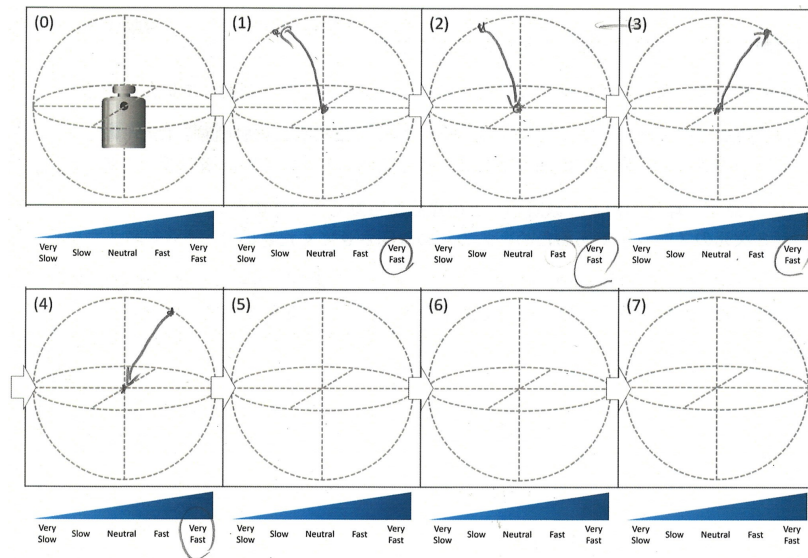 (0) (1) (2) (3)
Very Slow Slow Neutral Fast Very Fast Very Slow Slow Neutral Fast Very Fast Very Slow Slow Neutral Fast Very Fast Very Slow Slow Neutral Fast Very Fast
(4) (5) (6) (7)
Very Slow Slow Neutral Fast Very Fast Very Slow Slow Neutral Fast Very Fast Very Slow Slow Neutral Fast Very Fast Very Slow Slow Neutral Fast Very Fast